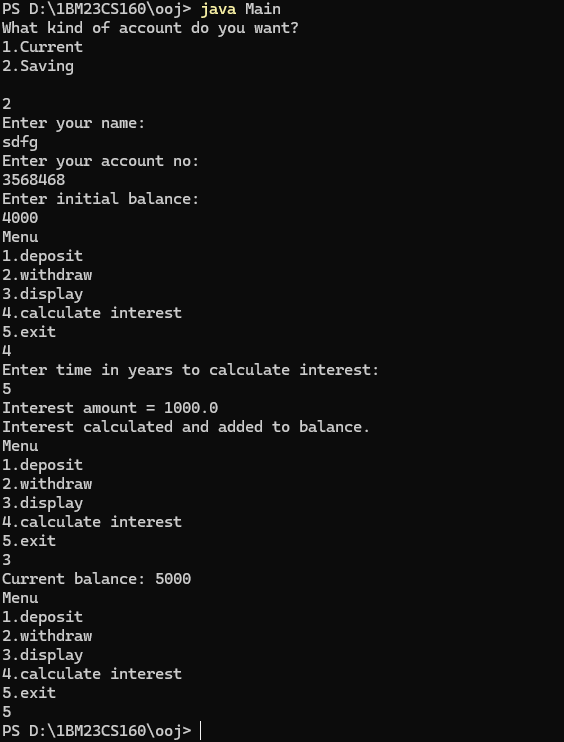 PS D:\1BM23CS160\ooj> java Main
What kind of account do you want?
1.Current
2.Saving
2
Enter your name:
sdfg
Enter your account no:
3568468
Enter initial balance:
4000
Menu
1.deposit
2.withdraw
3.display
4.calculate interest
5.exit
4
Enter time in years to calculate interest:
5
Interest amount = 1000.0
Interest calculated and added to balance.
Menu
1.deposit
2.withdraw
3.display
4.calculate interest
5.exit
3
Current balance: 5000
Menu
1.deposit
2.withdraw
3.display
4.calculate interest
5.exit
5
PS D:\1BM23CS160\ooj>